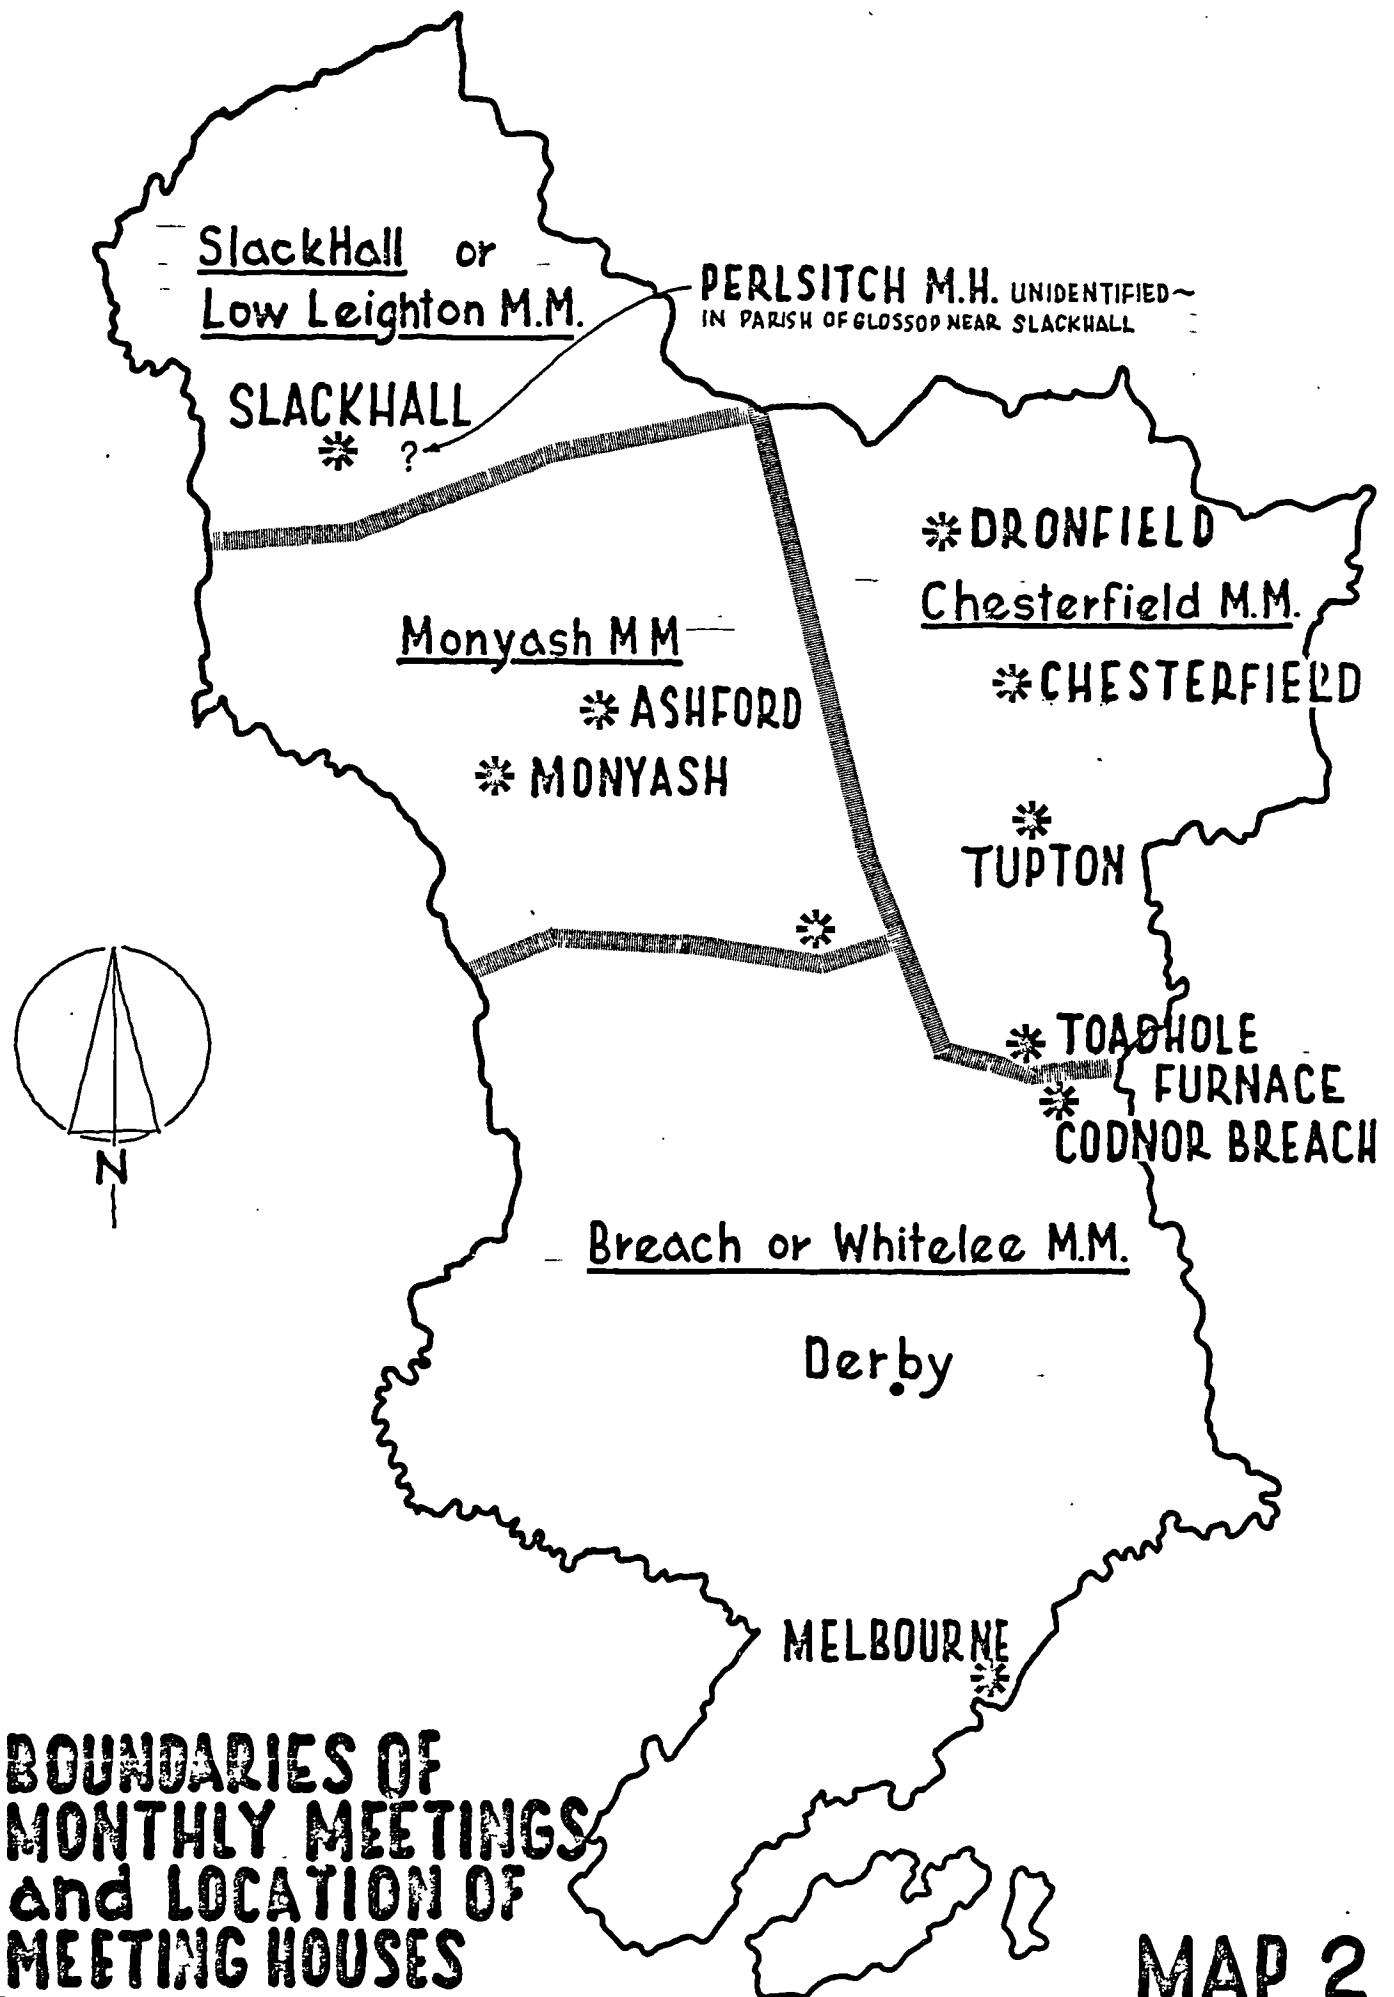 SlackHall or
Low Leighton M.M.
PERLSITCH M.H. UNIDENTIFIED~
IN PARISH OF GLOSSOP NEAR SLACKHALL
SLACKHALL
?
DRONFIELD
Chesterfield M.M.
Monyash MM
CHESTERFIELD
ASHFORD
MONYASH
TUPTON
TOADHOLE
FURNACE
CODNOR BREACH
N
Breach or Whitelee M.M.
Derby
MELBOURNE
BOUNDARIES OF
MONTHLY MEETINGS
and LOCATION OF
MEETING HOUSES
MAP 2